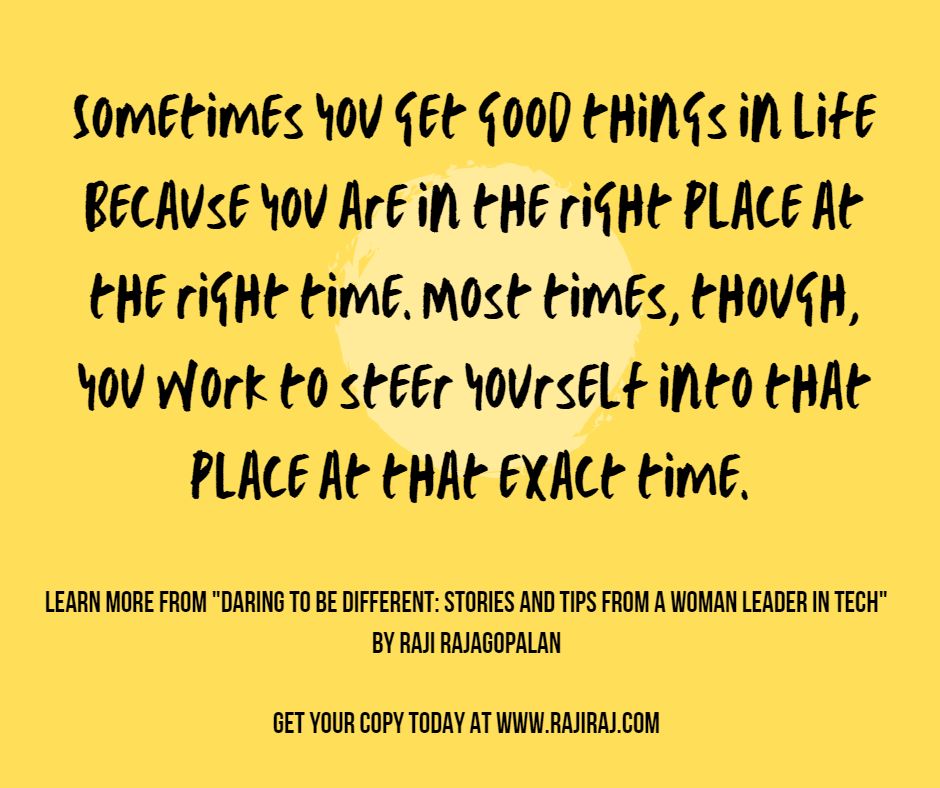 Sometimes you get good things in life
because you are in the right place at
the right time. Most times, though,
you work to steer yourself into that
place at that exact time.
LEARN MORE FROM "DARING TO BE DIFFERENT: STORIES AND TIPS FROM A WOMAN LEADER IN TECH"
BY RAJI RAJAGOPALAN
GET YOUR COPY TODAY AT WWW.RAJIRAJ.COM